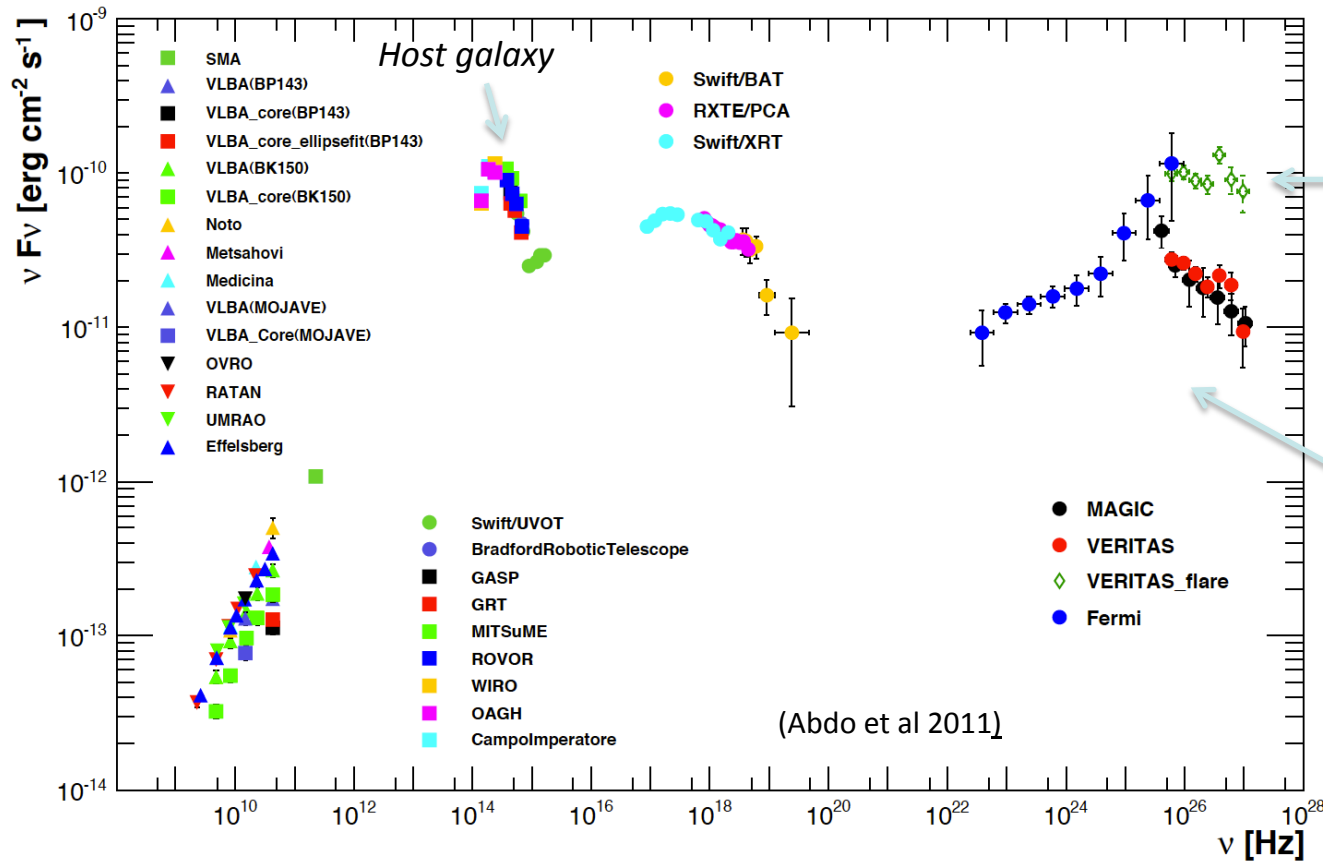 ν Fν [erg cm-2 s-1]
10-9
10-10
10-11
10-12
10-13
10-14
SMA
VLBA(BP143)
VLBA_core(BP143)
VLBA_core_ellipsefit(BP143)
VLBA(BK150)
VLBA_core(BK150)
Noto
Metsahovi
Medicina
VLBA(MOJAVE)
VLBA_Core(MOJAVE)
OVRO
RATAN
UMRAO
Effelsberg
Host galaxy
Swift/BAT
RXTE/PCA
Swift/XRT
Swift/UVOT
BradfordRoboticTelescope
GASP
GRT
MITSuME
ROVOR
WIRO
OAGH
CampoImperatore
MAGIC
VERITAS
VERITAS_flare
Fermi
(Abdo et al 2011)
1010 1012 1014 1016 1018 1020 1022 1024 1026 1028
ν [Hz]